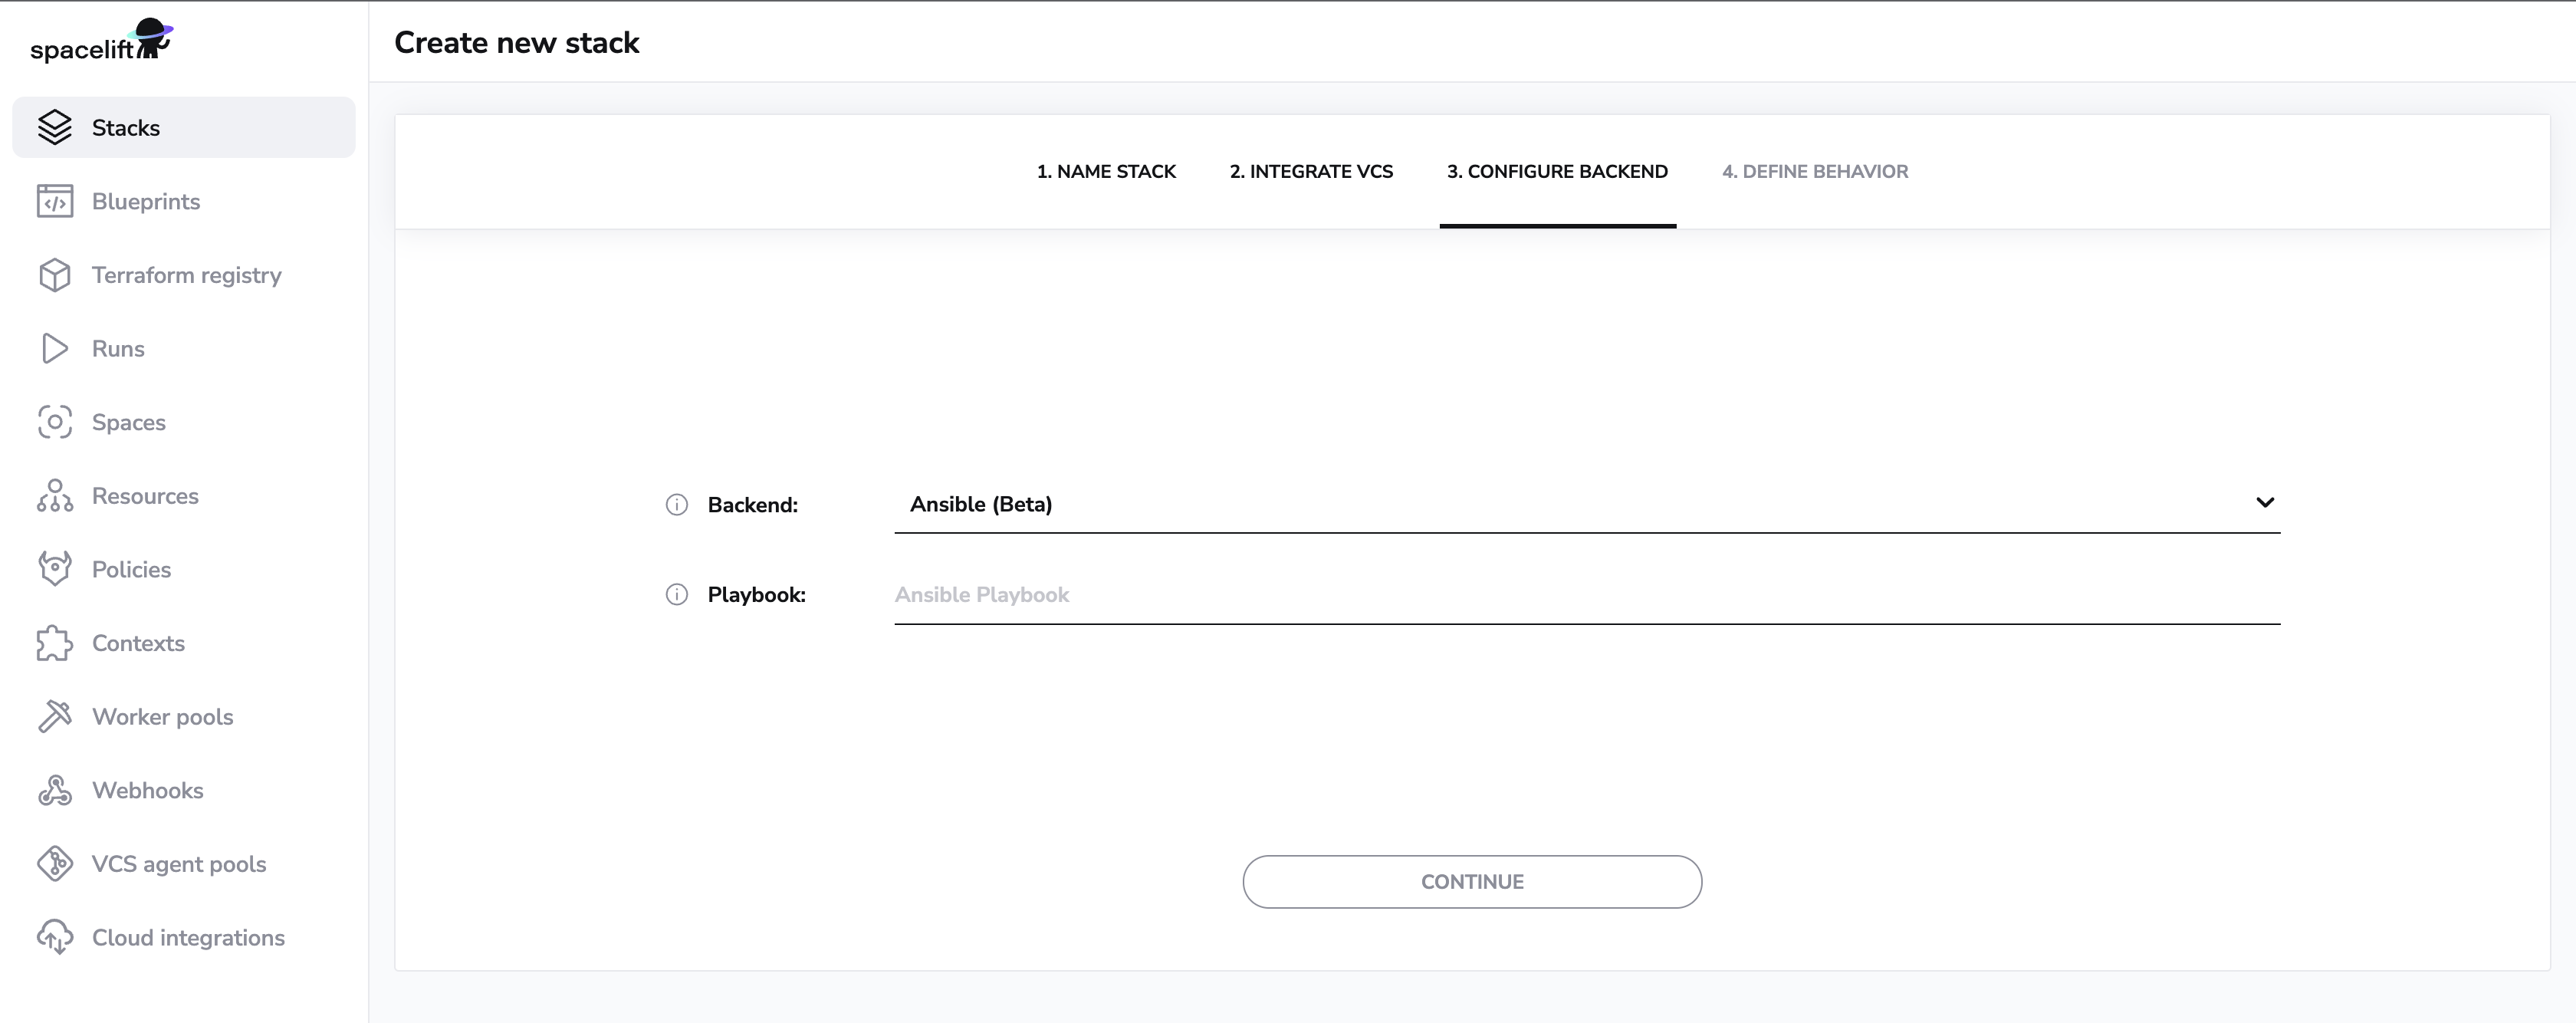 spacelift
Create new stack
Stacks
Blueprints
Terraform registry
Runs
Spaces
Resources
Policies
Contexts
Worker pools
Webhooks
VCS agent pools
Cloud integrations
1. NAME STACK
2. INTEGRATE VCS
3. CONFIGURE BACKEND
4. DEFINE BEHAVIOR
Backend: Ansible (Beta)
Playbook: Ansible Playbook
CONTINUE